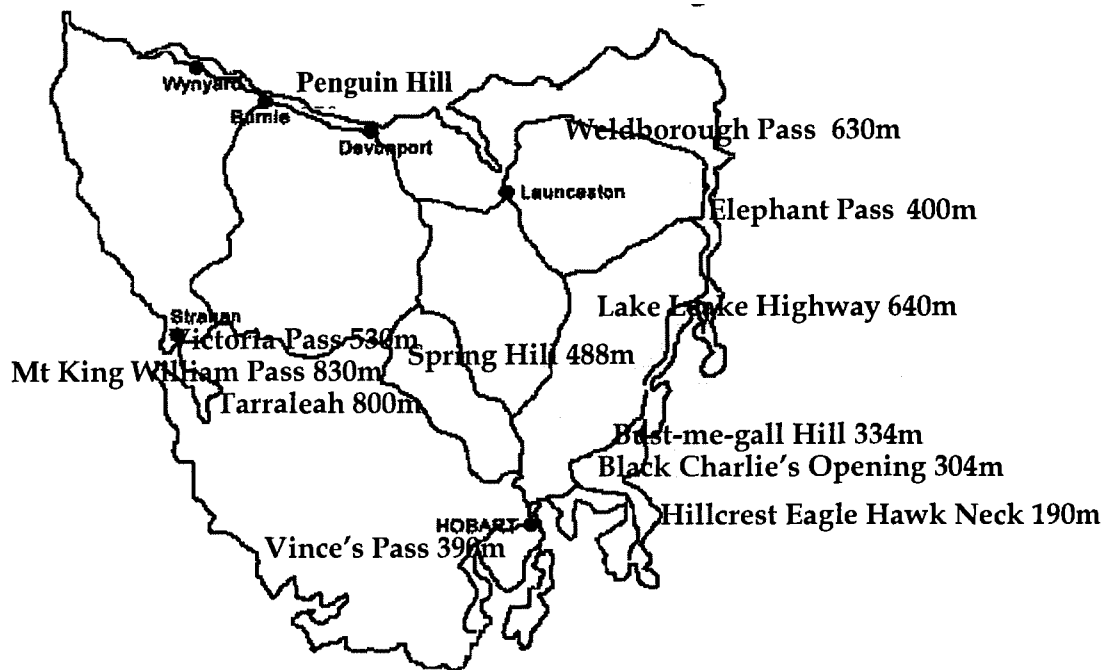 Wynyard
Penguin Hill
Burnie
Devonport
Weldborough Pass 630m
Launceston
Elephant Pass 400m
Lake Leake Highway 640m
Strahan
Victoria Pass 530m
Spring Hill 488m
Mt King William Pass 830m
Tarraleah 800m
Bust-me-gall Hill 334m
Black Charlie's Opening 304m
HOBART
Hillcrest Eagle Hawk Neck 190m
Vince's Pass 390m